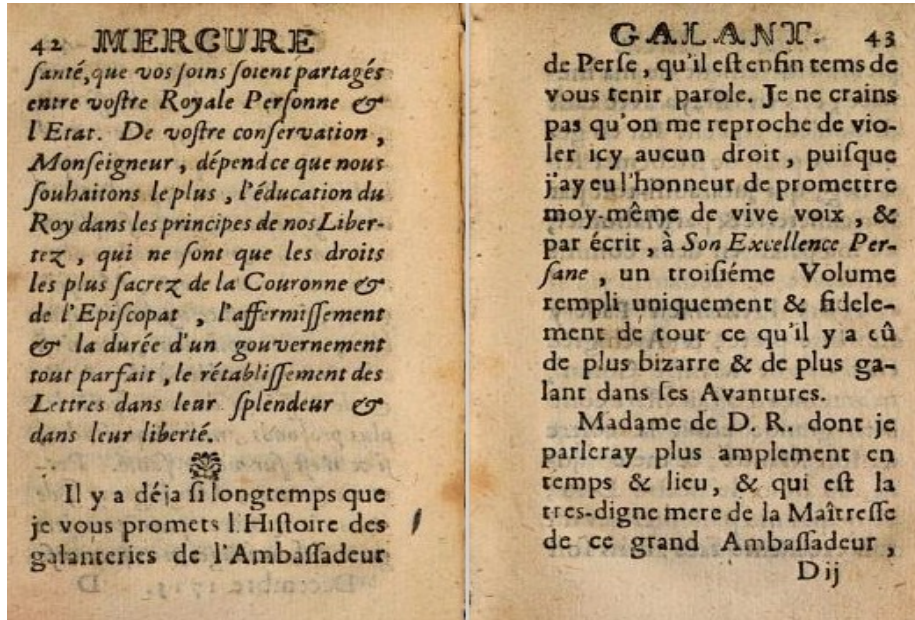 42 MERCURE
ſanté, que vos ſoins ſoient partagés
entre voſtre Royale Perſonne &
l'Etat. De voſtre conſervation,
Monſeigneur, dépend ce que nous
ſouhaitons le plus, l'éducation du
Roy dans les principes de nos Liber-
tez, qui ne ſont que les droits
les plus ſacrez de la Couronne &
de l'Epiſcopat, l'affermiſſement
& la durée d'un gouvernement
tout parfait, le rétabliſſement des
Lettres dans leur ſplendeur &
dans leur liberté.
Il y a déja ſi longtemps que
je vous promets l'Hiſtoire des
galanteries de l'Ambaſſadeur
GALANT. 43
de Perſe, qu'il eſt enfin tems de
vous tenir parole. Je ne crains
pas qu'on me reproche de vio-
ler icy aucun droit, puiſque
j'ay eu l'honneur de promettre
moy-même de vive voix, &
par écrit, à Son Excellence Per-
ſane, un troiſiéme Volume
rempli uniquement & fidele-
ment de tout ce qu'il y a eû
de plus bizarre & de plus ga-
lant dans ſes Avantures.
Madame de D. R. dont je
parleray plus amplement en
temps & lieu, & qui eſt la
tres-digne mere de la Maîtreſſe
de ce grand Ambaſſadeur,
Dij